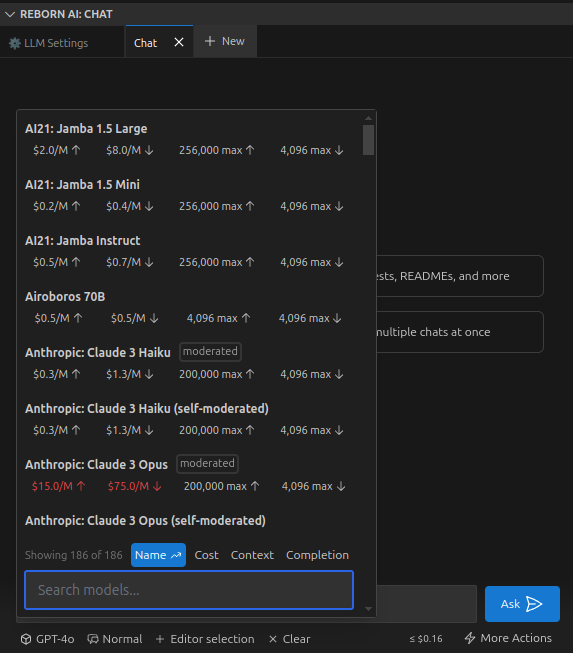 REBORN AI: CHAT
LLM Settings
Chat
New
AI21: Jamba 1.5 Large
$2.0/M ↑ $8.0/M ↓ 256,000 max ↑ 4,096 max ↓
AI21: Jamba 1.5 Mini
$0.2/M ↑ $0.4/M ↓ 256,000 max ↑ 4,096 max ↓
AI21: Jamba Instruct
$0.5/M ↑ $0.7/M ↓ 256,000 max ↑ 4,096 max ↓
ests, READMEs, and more
Airoboros 70B
$0.5/M ↑ $0.5/M ↓ 4,096 max ↑ 4,096 max ↓
multiple chats at once
Anthropic: Claude 3 Haiku moderated
$0.3/M ↑ $1.3/M ↓ 200,000 max ↑ 4,096 max ↓
Anthropic: Claude 3 Haiku (self-moderated)
$0.3/M ↑ $1.3/M ↓ 200,000 max ↑ 4,096 max ↓
Anthropic: Claude 3 Opus moderated
$15.0/M ↑ $75.0/M ↓ 200,000 max ↑ 4,096 max ↓
Anthropic: Claude 3 Opus (self-moderated)
Showing 186 of 186 Name Cost Context Completion
Search models...
Ask
GPT-4o Normal + Editor selection × Clear ≤ $0.16 More Actions